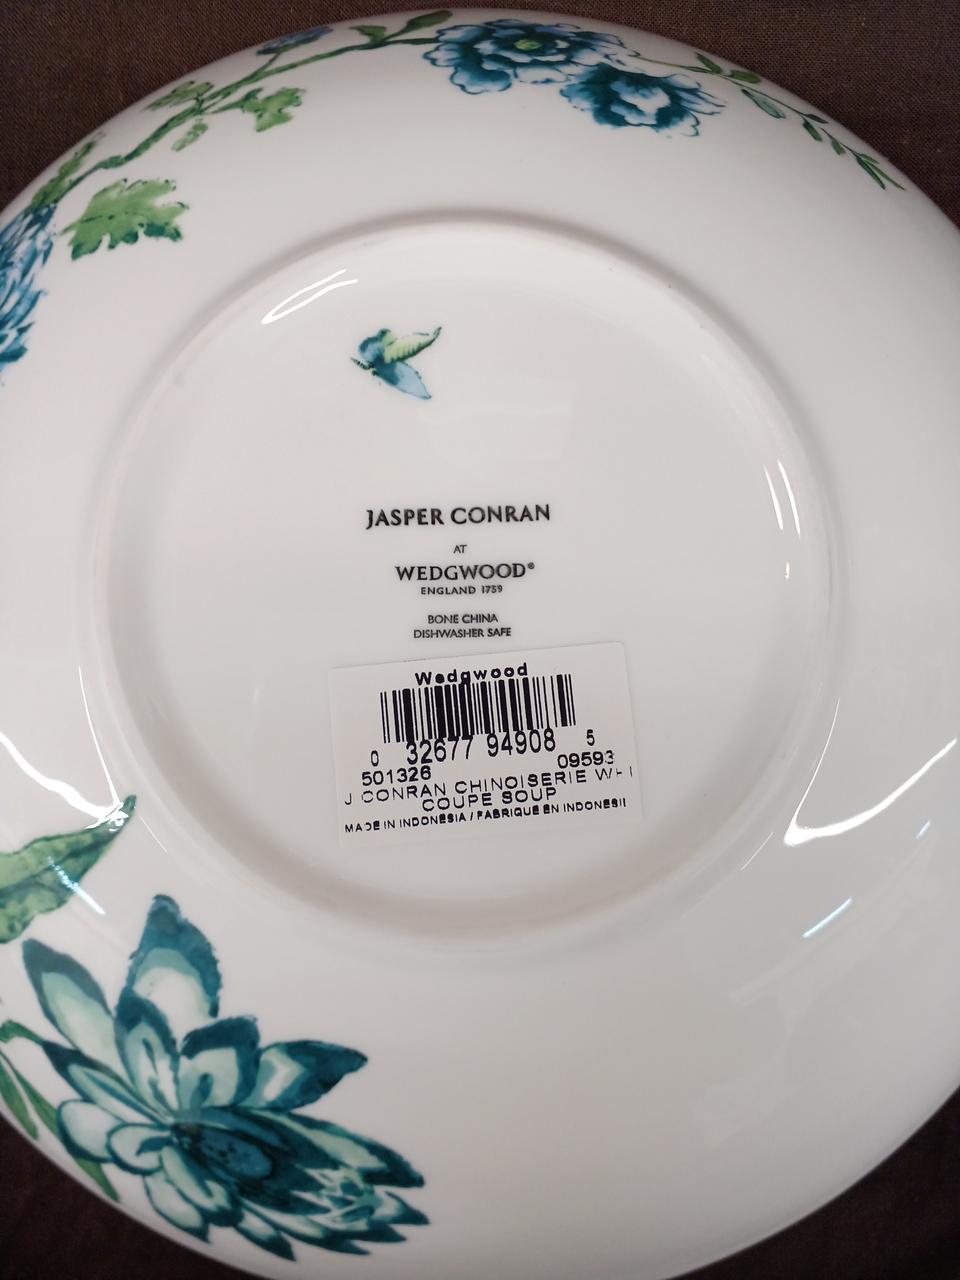 JASPER CONRAN
AT
WEDGWOOD®
ENGLAND 1759
BONE CHINA
DISHWASHER SAFE
Wedgwood
0 32677 94908 5
501326 09593
J CONRAN CHINOISERIE WHI
COUPE SOUP
MADE IN INDONESIA / FABRIQUE EN INDONESIE